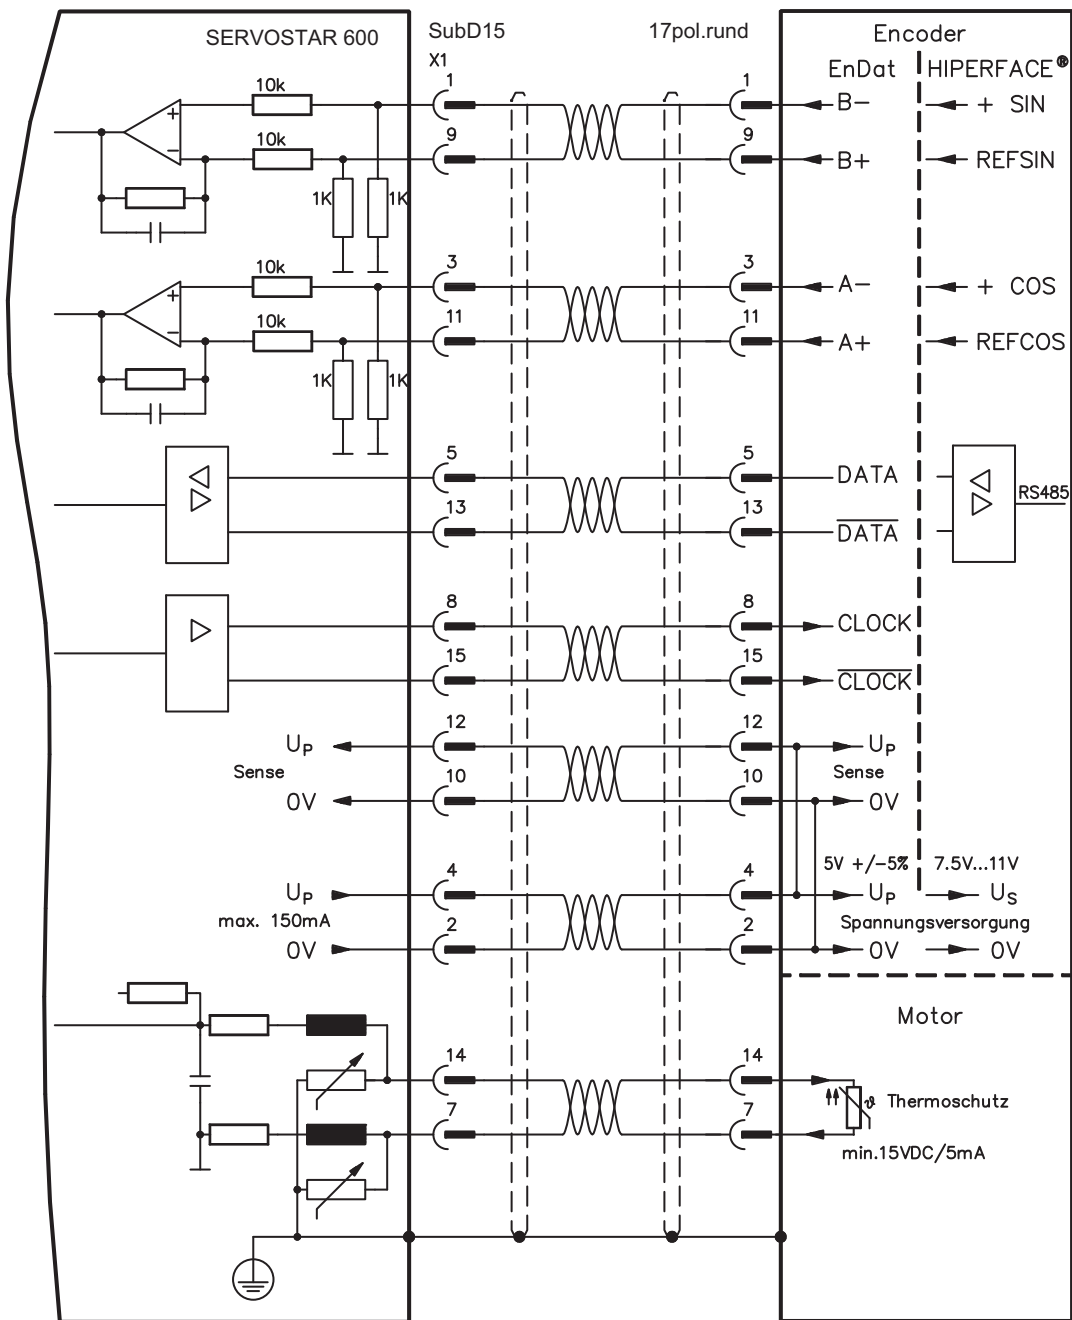 SERVOSTAR 600 SubD15 17pol.rund Encoder
X1 EnDat HIPERFACE®
10k 1 1 B- + SIN
+
10k 9 9 B+ REFSIN
-
1K 1K
10k 3 3 A- + COS
+
10k 11 11 A+ REFCOS
-
1K 1K
5 5 DATA
RS485
13 13 DATA
8 8 CLOCK
15 15 CLOCK
UP 12 12 UP
Sense Sense
0V 10 10 0V
5V +/-5% 7.5V...11V
UP 4 4 UP US
max. 150mA Spannungsversorgung
0V 2 2 0V 0V
Motor
14 14
ϑ Thermoschutz
7 7
min.15VDC/5mA